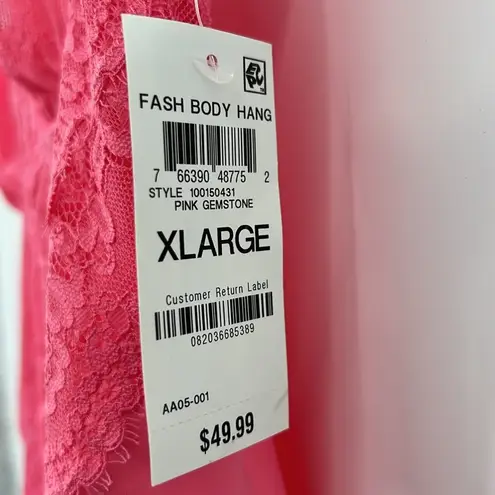 FASH BODY HANG
7 66390 48775 2
STYLE 100150431
PINK GEMSTONE
XLARGE
Customer Return Label
082036685389
AA05-001
$49.99